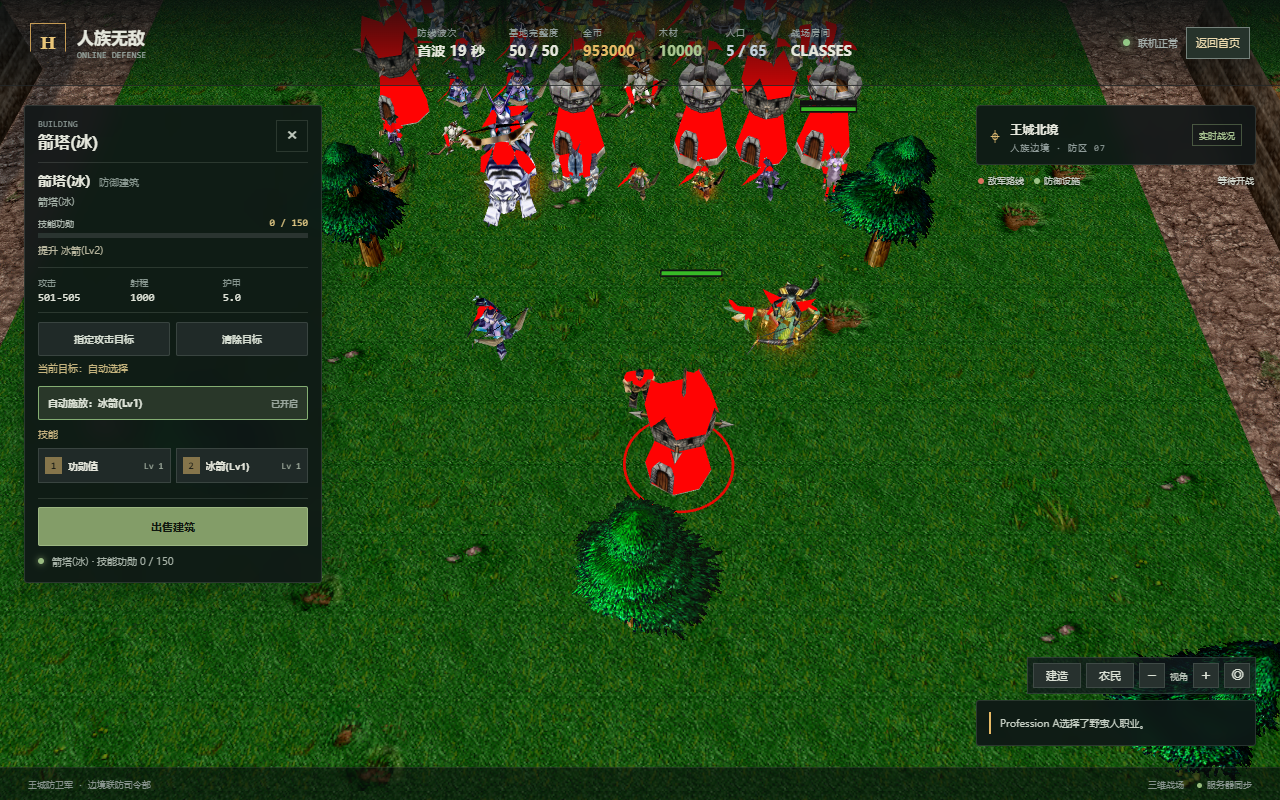 H
人族无敌
ONLINE DEFENSE
防线波次 基地完整度 金币 木材 人口 战场房间
首波 19 秒 50 / 50 953000 10000 5 / 65 CLASSES
联机正常 返回首页
BUILDING
箭塔(冰)
×
箭塔(冰) 防御建筑
箭塔(冰)
技能功勋 0 / 150
提升 冰箭(Lv2)
攻击 射程 护甲
501-505 1000 5.0
指定攻击目标 清除目标
当前目标：自动选择
自动施放：冰箭(Lv1) 已开启
技能
1 功勋值 Lv 1 2 冰箭(Lv1) Lv 1
出售建筑
箭塔(冰) · 技能功勋 0 / 150
王城北境
人族边境 · 防区 07
实时战况
敌军路线 防御设施 等待开战
建造 农民 − 视角 + ◎
Profession A选择了野蛮人职业。
王城防卫军 · 边境联防司令部
三维战场 服务器同步